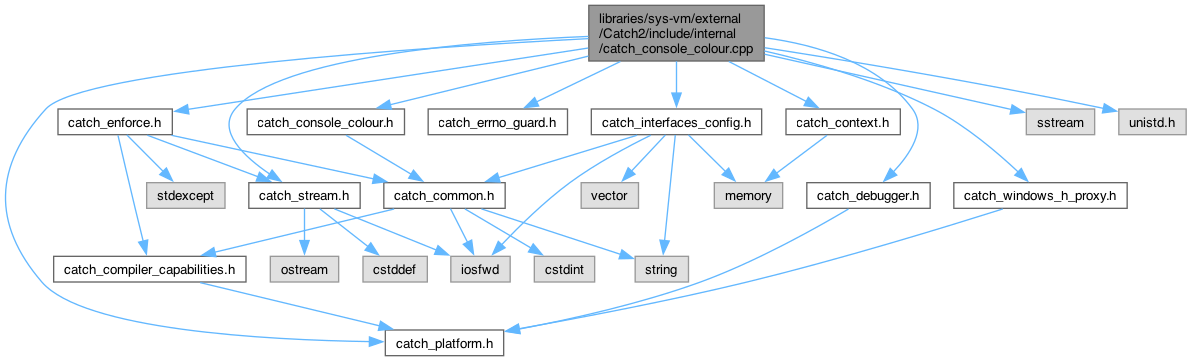 libraries/sys-vm/external
/Catch2/include/internal
/catch_console_colour.cpp
catch_enforce.h
catch_console_colour.h
catch_errno_guard.h
catch_interfaces_config.h
catch_context.h
sstream
unistd.h
stdexcept
catch_stream.h
catch_common.h
vector
memory
catch_debugger.h
catch_windows_h_proxy.h
catch_compiler_capabilities.h
ostream
cstddef
iosfwd
cstdint
string
catch_platform.h